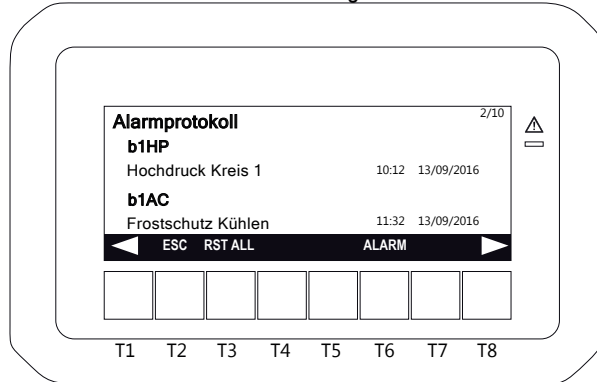 2/10
Alarmprotokoll
b1HP
Hochdruck Kreis 1 10:12 13/09/2016
b1AC
Frostschutz Kühlen 11:32 13/09/2016
ESC RST ALL ALARM
T1 T2 T3 T4 T5 T6 T7 T8